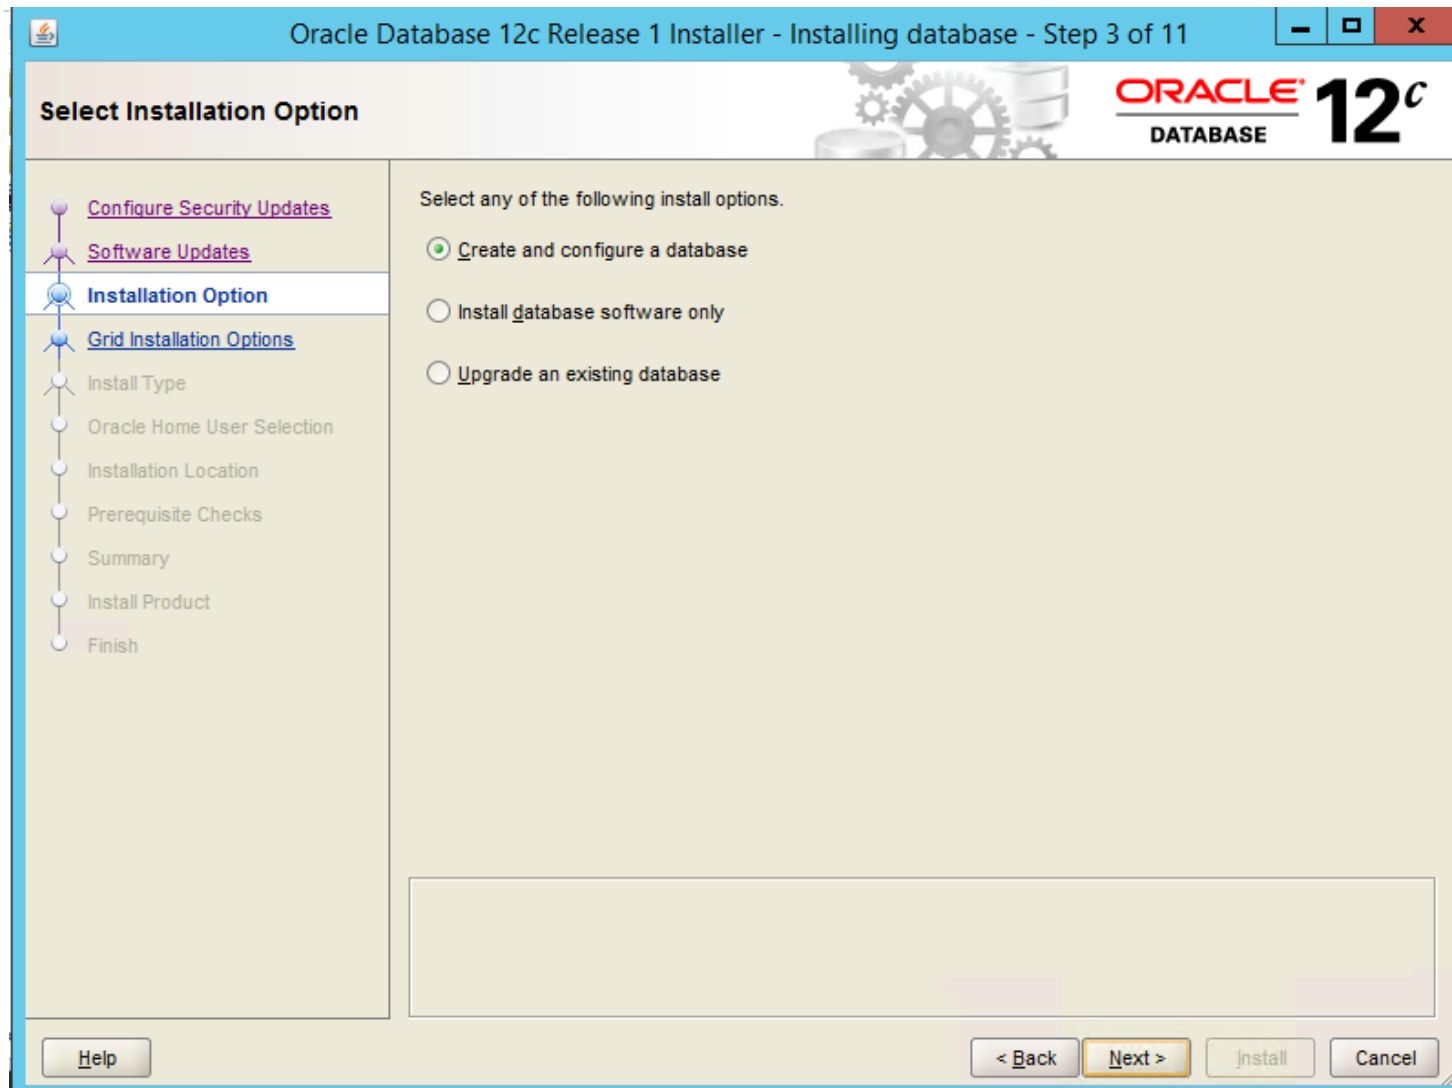 Oracle Database 12c Release 1 Installer - Installing database - Step 3 of 11
Select Installation Option
ORACLE DATABASE 12c
Configure Security Updates
Software Updates
Installation Option
Grid Installation Options
Install Type
Oracle Home User Selection
Installation Location
Prerequisite Checks
Summary
Install Product
Finish
Select any of the following install options.
Create and configure a database
Install database software only
Upgrade an existing database
Help
< Back
Next >
Install
Cancel